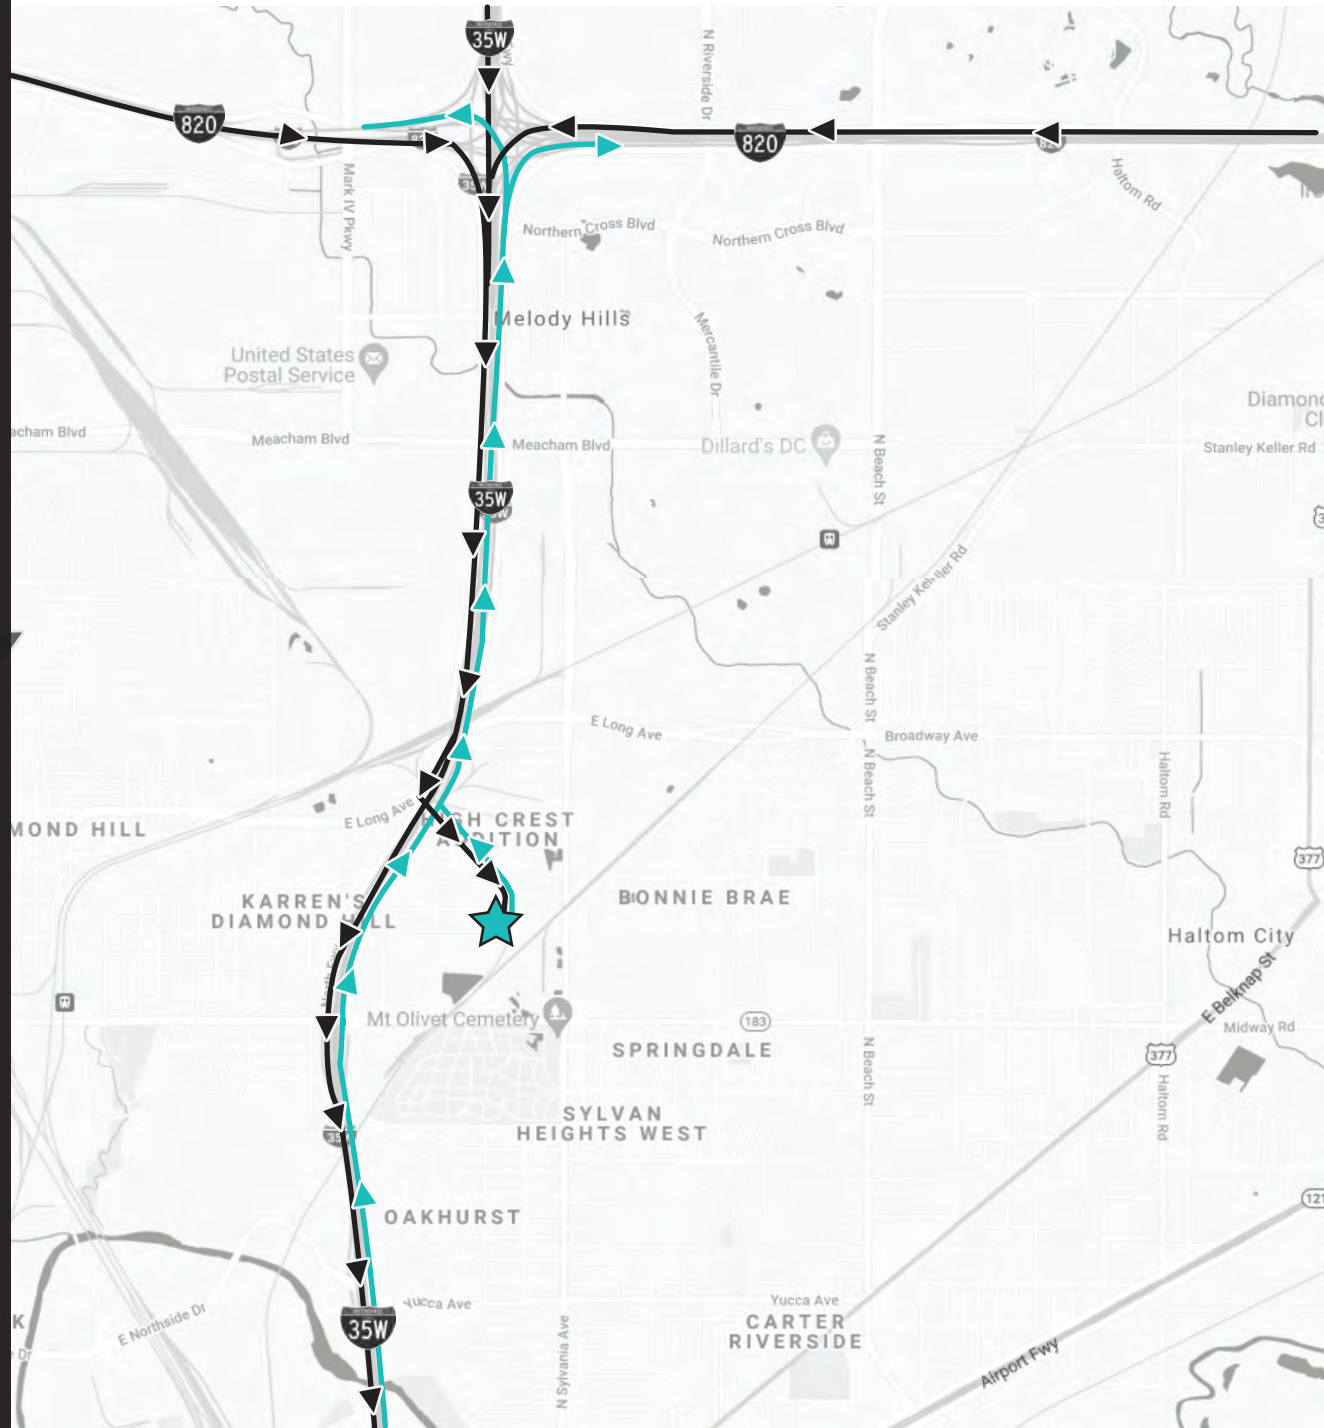 35W
N Riverside Dr
820
820
Mark IV Pkwy
Haltom Rd
Northern Cross Blvd
Northern Cross Blvd
Melody Hills
Mercantile Dr
United States
Postal Service
Diamond
Meacham Blvd
Meacham Blvd
Dillard's DC
N Beach St
Stanley Keller Rd
35W
Stanley Keller Rd
N Beach St
E Long Ave
Broadway Ave
N Beach St
Haltom Rd
E Long Ave
HIGH CREST
ADDITION
MOND HILL
377
KARREN'S
DIAMOND HILL
BONNIE BRAE
Haltom City
E Belknap St
Mt Olivet Cemetery
183
Midway Rd
SPRINGDALE
377
N Beach St
Haltom Rd
SYLVAN
HEIGHTS WEST
121
OAKHURST
Yucca Ave
Yucca Ave
E Northside Dr
35W
CARTER
RIVERSIDE
N Sylvania Ave
Airport Fwy